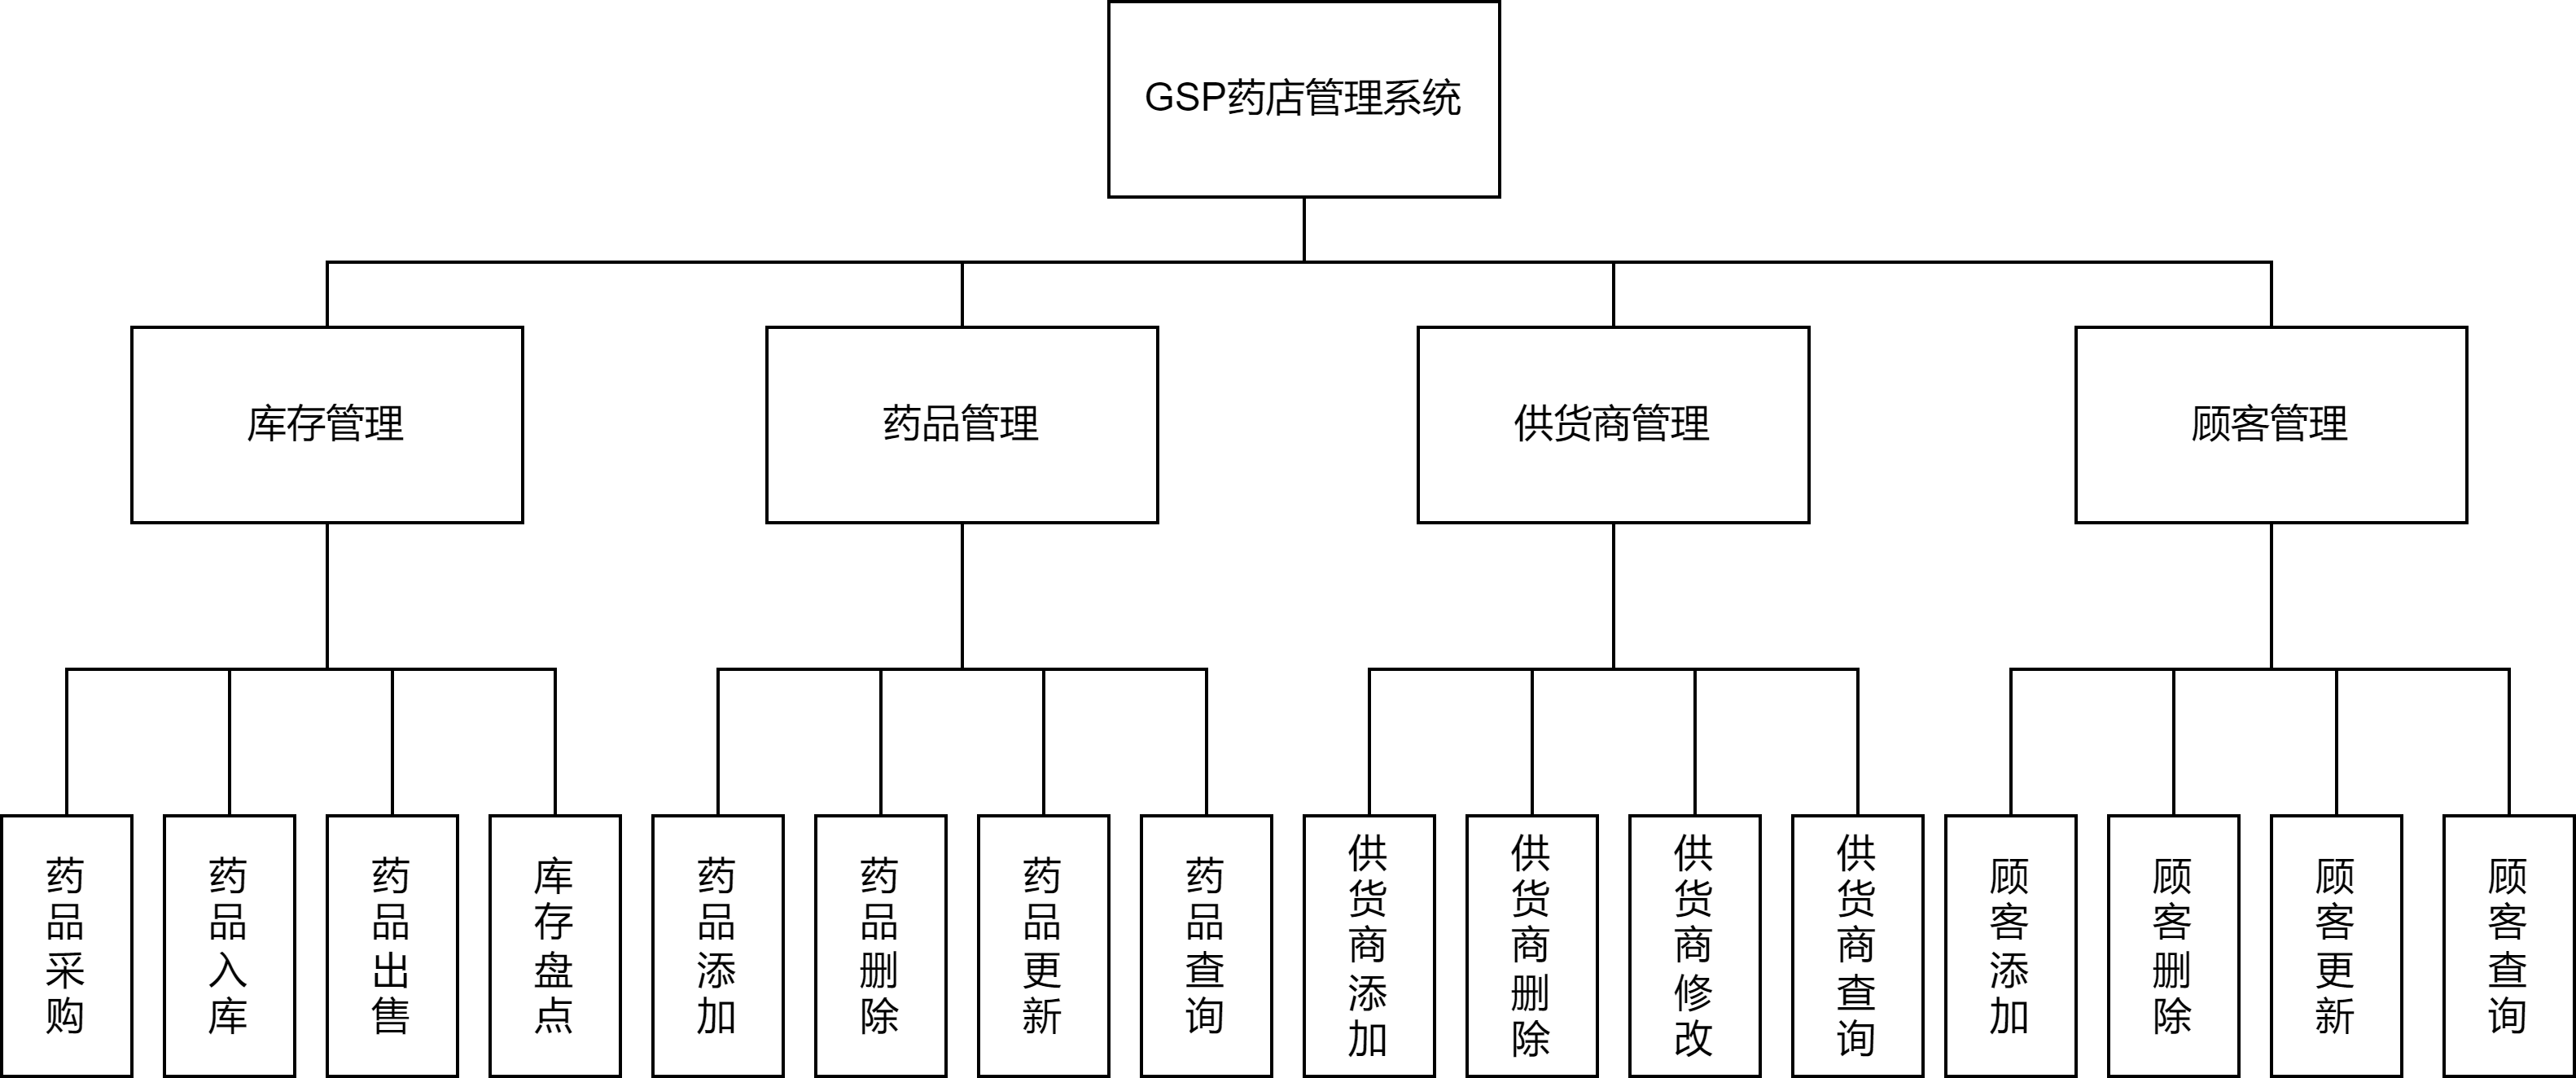 GSP药店管理系统
库存管理
药品管理
供货商管理
顾客管理
药品采购
药品入库
药品出售
库存盘点
药品添加
药品删除
药品更新
药品查询
供货商添加
供货商删除
供货商修改
供货商查询
顾客添加
顾客删除
顾客更新
顾客查询